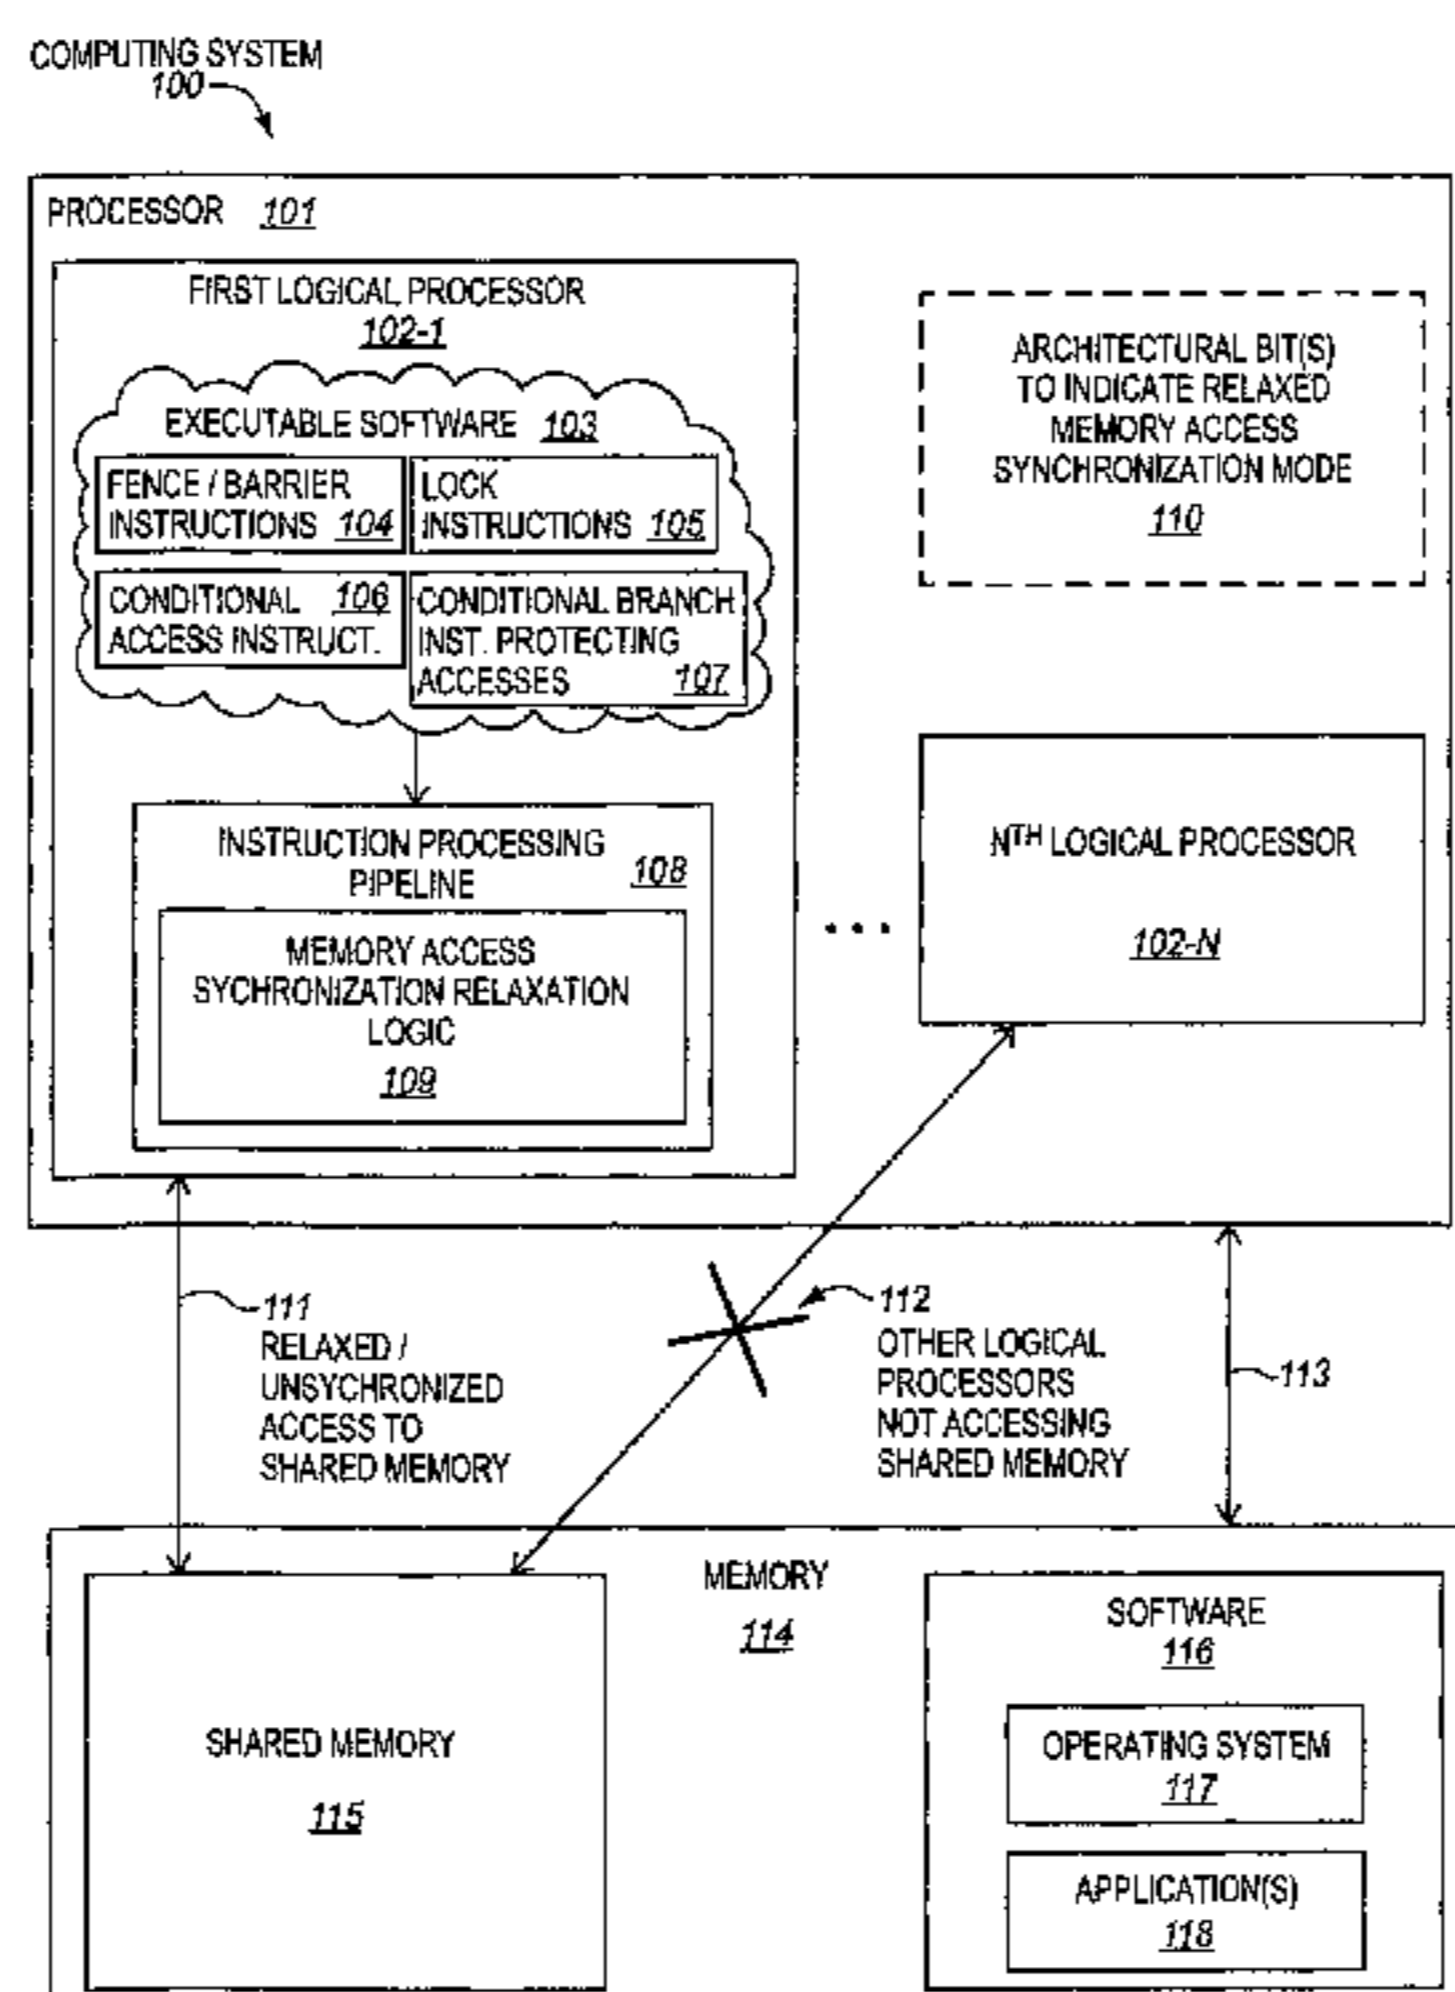 COMPUTING SYSTEM
100
PROCESSOR 101
FIRST LOGICAL PROCESSOR
102-1
EXECUTABLE SOFTWARE 103
FENCE / BARRIER
INSTRUCTIONS 104
LOCK
INSTRUCTIONS 105
CONDITIONAL 106
ACCESS INSTRUCT.
CONDITIONAL BRANCH
INST. PROTECTING
ACCESSES 107
INSTRUCTION PROCESSING
PIPELINE 108
MEMORY ACCESS
SYCHRONIZATION RELAXATION
LOGIC
109
ARCHITECTURAL BIT(S)
TO INDICATE RELAXED
MEMORY ACCESS
SYNCHRONIZATION MODE
110
...
NTH LOGICAL PROCESSOR
102-N
111
RELAXED /
UNSYCHRONIZED
ACCESS TO
SHARED MEMORY
112
OTHER LOGICAL
PROCESSORS
NOT ACCESSING
SHARED MEMORY
113
MEMORY
114
SHARED MEMORY
115
SOFTWARE
116
OPERATING SYSTEM
117
APPLICATION(S)
118